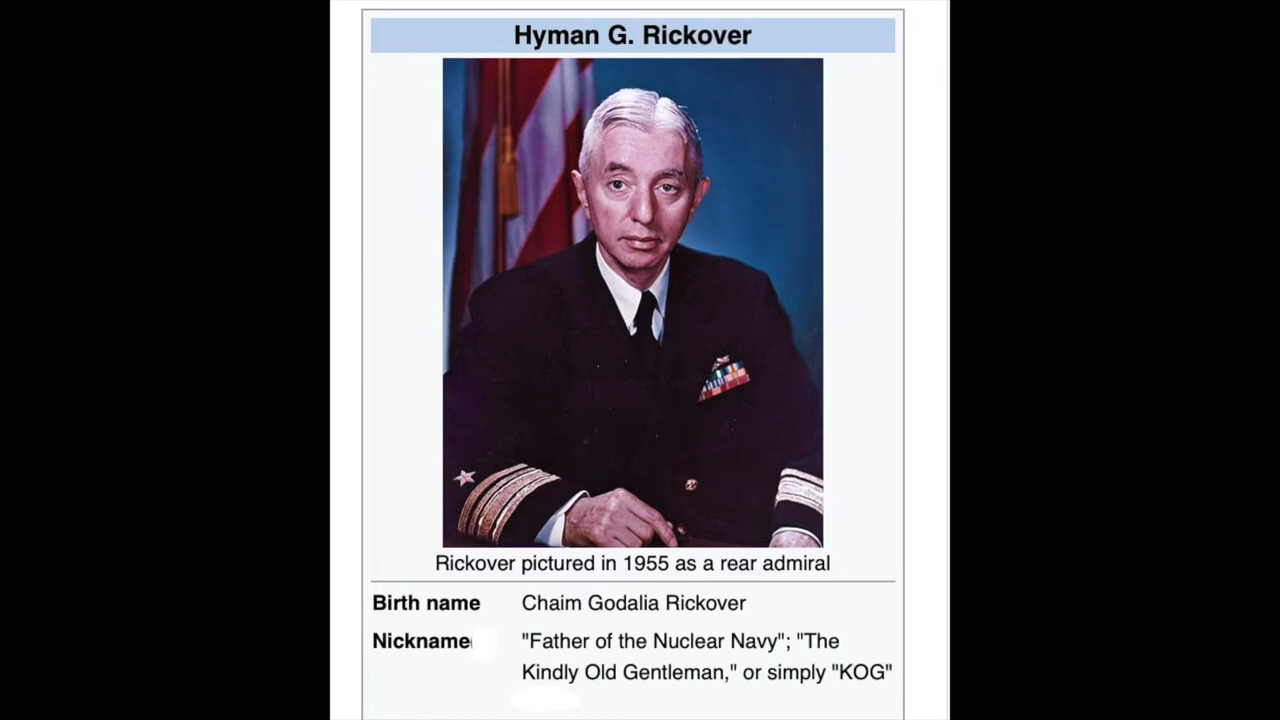 Hyman G. Rickover
Rickover pictured in 1955 as a rear admiral
Birth name Chaim Godalia Rickover
Nickname "Father of the Nuclear Navy"; "The
Kindly Old Gentleman," or simply "KOG"